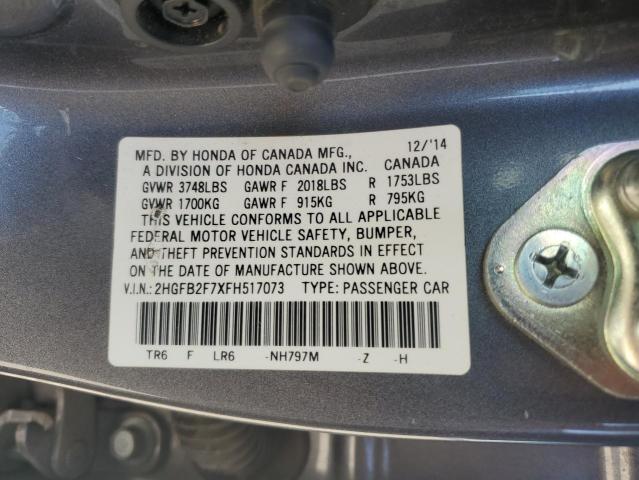 MFD. BY HONDA OF CANADA MFG., 12/'14
A DIVISION OF HONDA CANADA INC. CANADA
GVWR 3748LBS GAWR F 2018LBS R 1753LBS
GVWR 1700KG GAWR F 915KG R 795KG
THIS VEHICLE CONFORMS TO ALL APPLICABLE
FEDERAL MOTOR VEHICLE SAFETY, BUMPER,
AND THEFT PREVENTION STANDARDS IN EFFECT
ON THE DATE OF MANUFACTURE SHOWN ABOVE.
V.I.N.: 2HGFB2F7XFH517073 TYPE: PASSENGER CAR
TR6 F LR6 -NH797M -Z -H